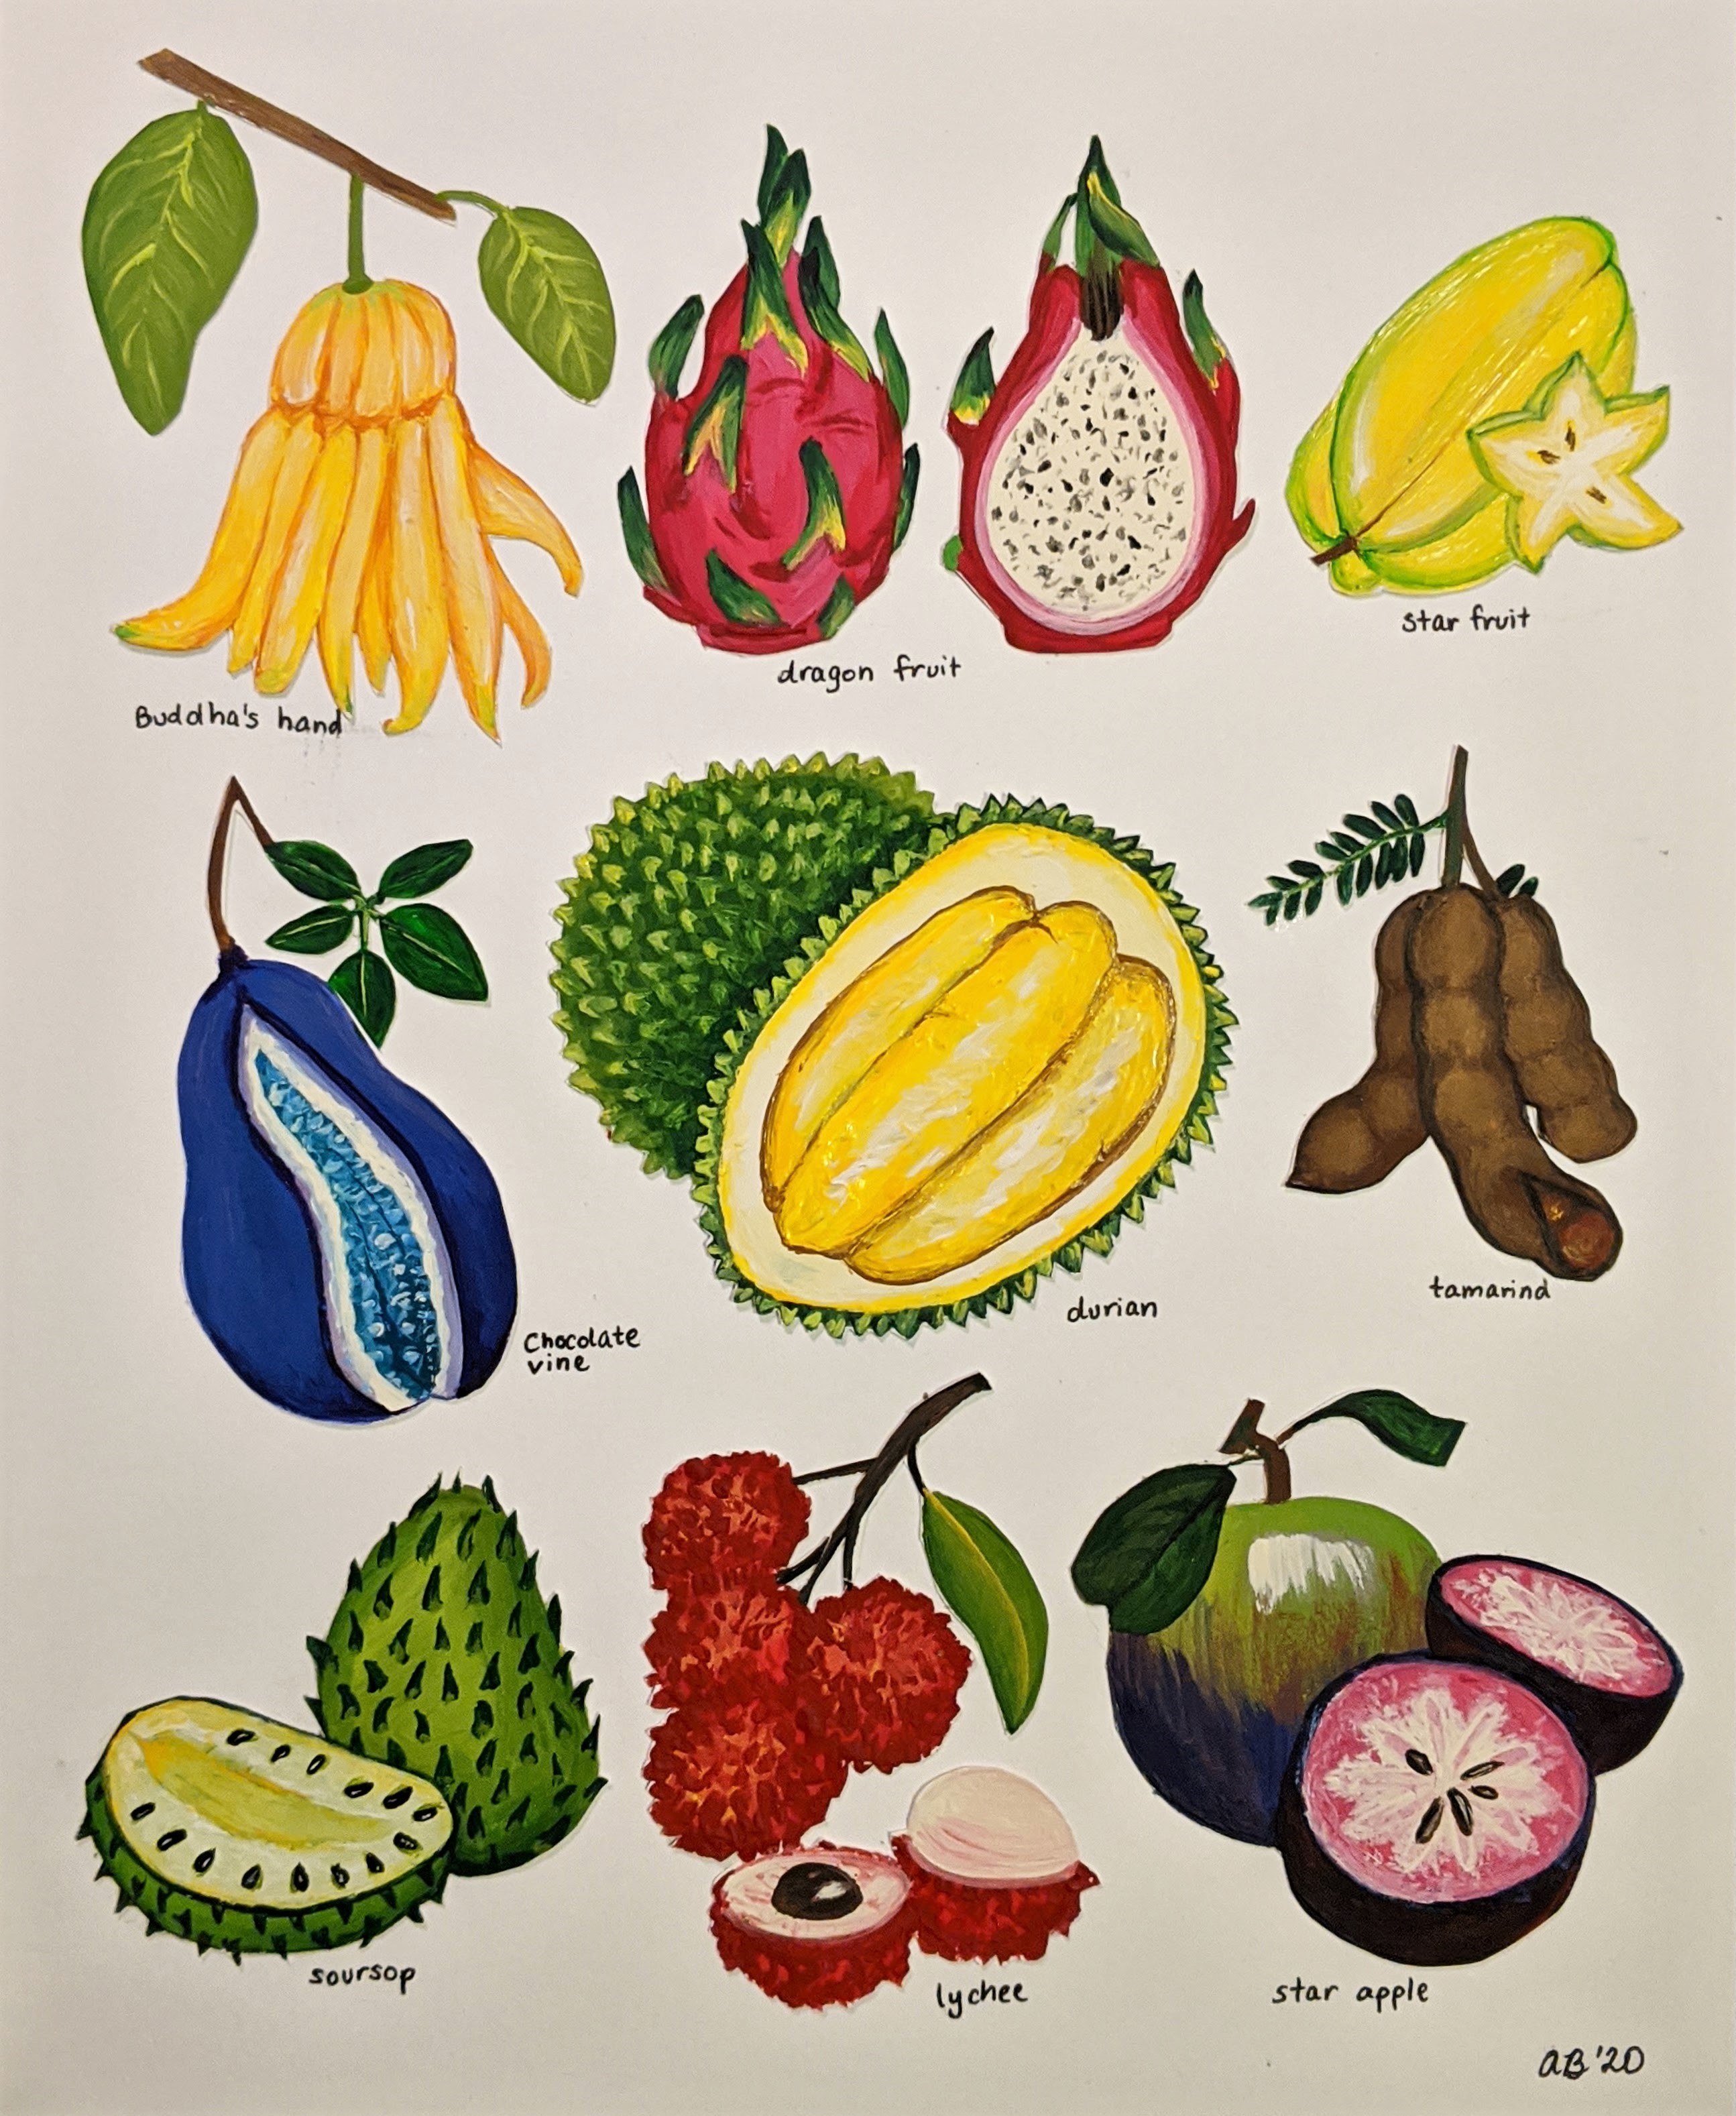 Buddha's hand
dragon fruit
star fruit
Chocolate
vine
durian
tamarind
soursop
lychee
star apple
AB '20